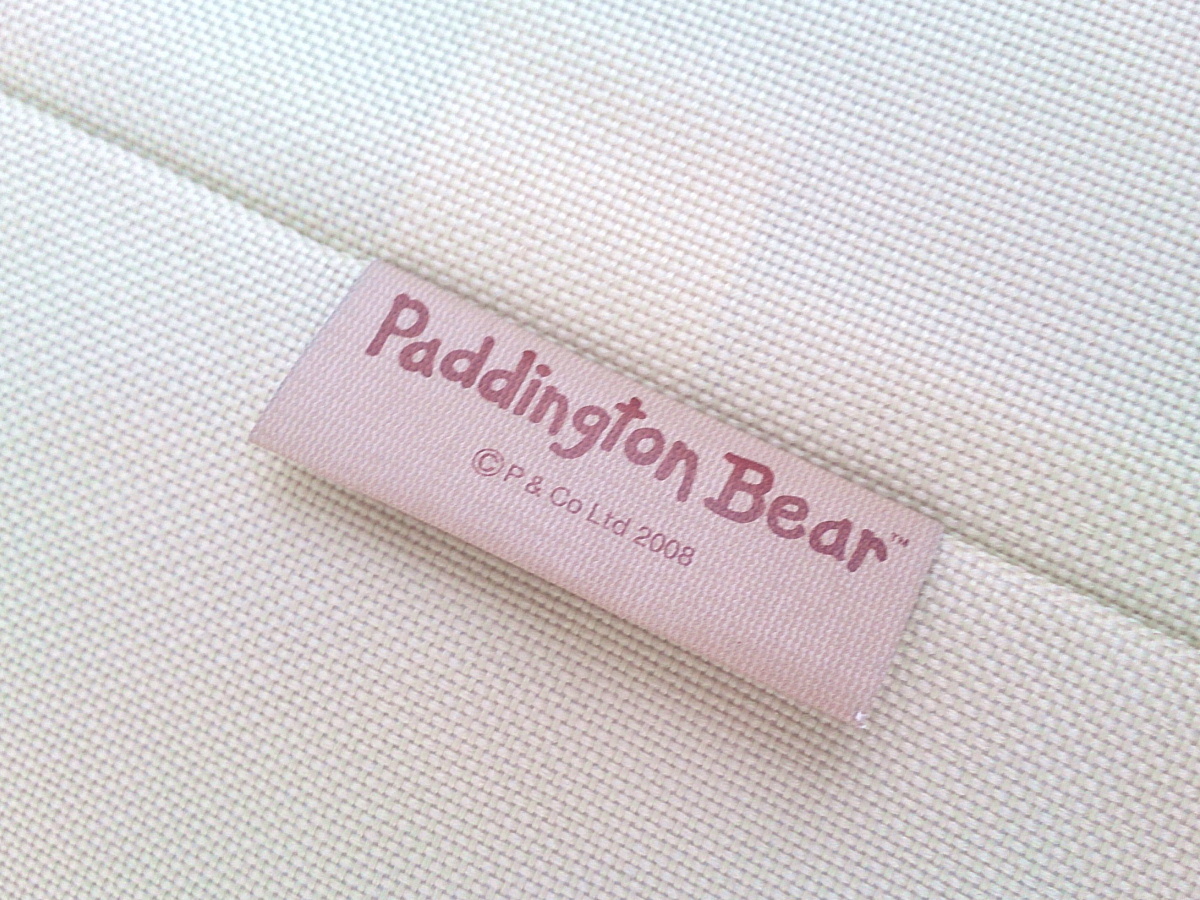 Paddington Bear™
©P & Co Ltd 2008